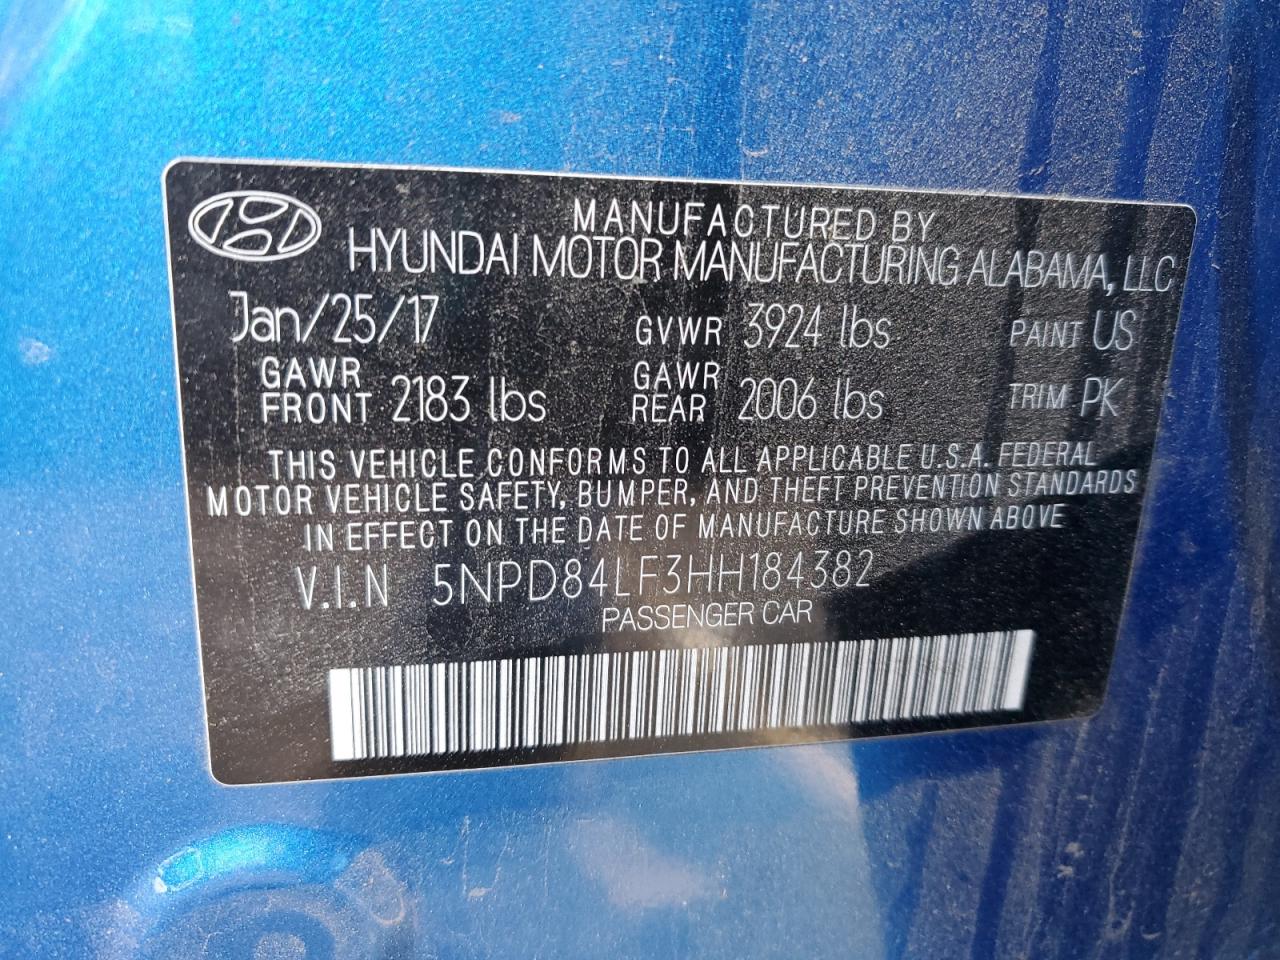 MANUFACTURED BY
HYUNDAI MOTOR MANUFACTURING ALABAMA, LLC
Jan/25/17 GVWR 3924 lbs PAINT US
GAWR FRONT 2183 lbs GAWR REAR 2006 lbs TRIM PK
THIS VEHICLE CONFORMS TO ALL APPLICABLE U.S.A. FEDERAL
MOTOR VEHICLE SAFETY, BUMPER, AND THEFT PREVENTION STANDARDS
IN EFFECT ON THE DATE OF MANUFACTURE SHOWN ABOVE
V.I.N 5NPD84LF3HH184382
PASSENGER CAR